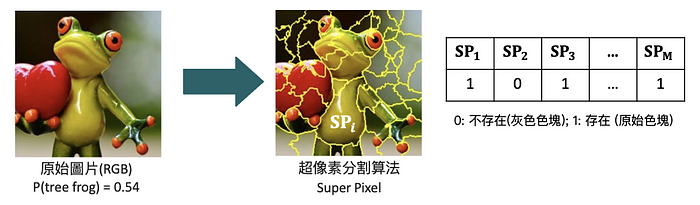 原始圖片(RGB)
P(tree frog) = 0.54
SPᵢ
超像素分割算法
Super Pixel
SP₁ SP₂ SP₃ ... SP_M
1 0 1 ... 1
0: 不存在(灰色色塊); 1: 存在 (原始色塊)